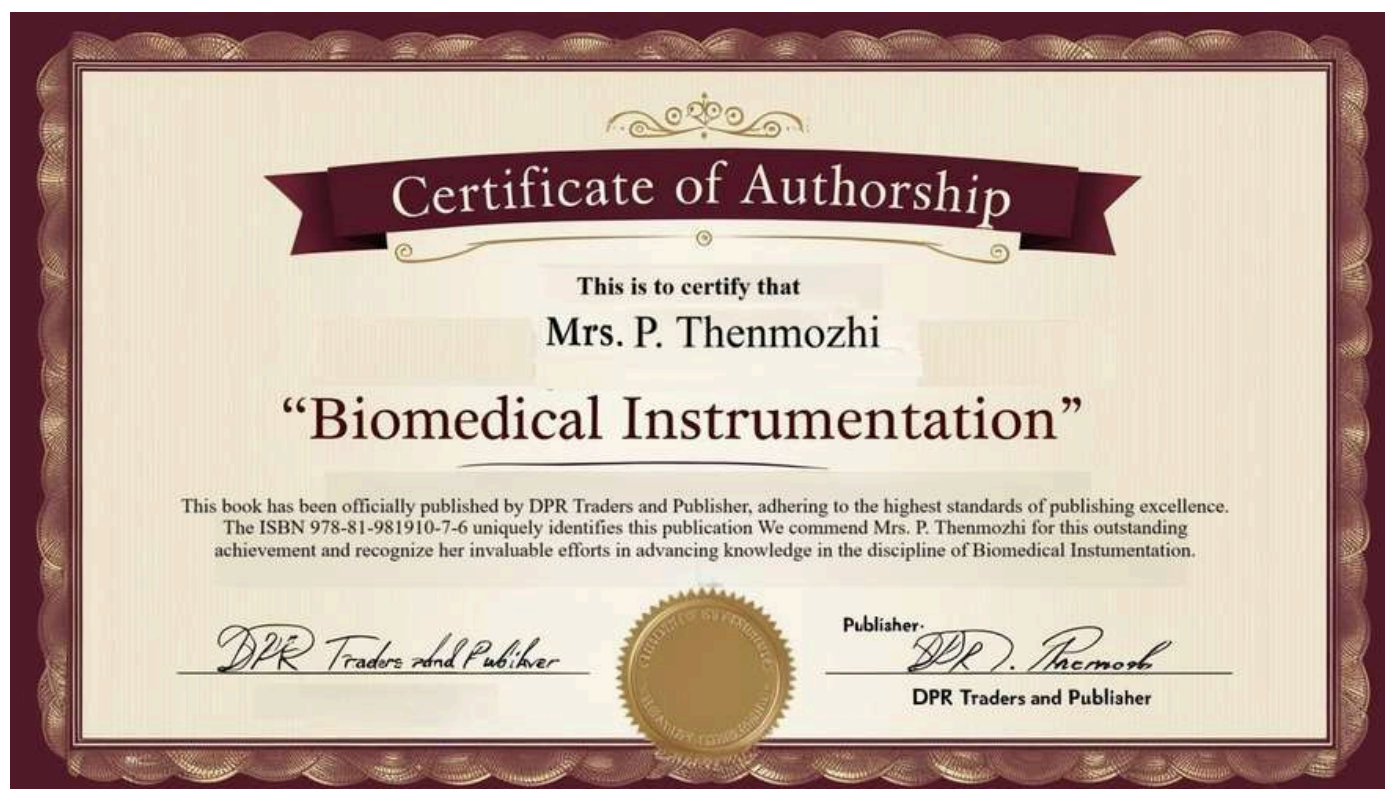 Certificate of Authorship
This is to certify that
Mrs. P. Thenmozhi
“Biomedical Instrumentation”
This book has been officially published by DPR Traders and Publisher, adhering to the highest standards of publishing excellence.
The ISBN 978-81-981910-7-6 uniquely identifies this publication We commend Mrs. P. Thenmozhi for this outstanding
achievement and recognize her invaluable efforts in advancing knowledge in the discipline of Biomedical Instumentation.
DPR Traders and Pubilver
Publisher.
DPR
DPR Traders and Publisher